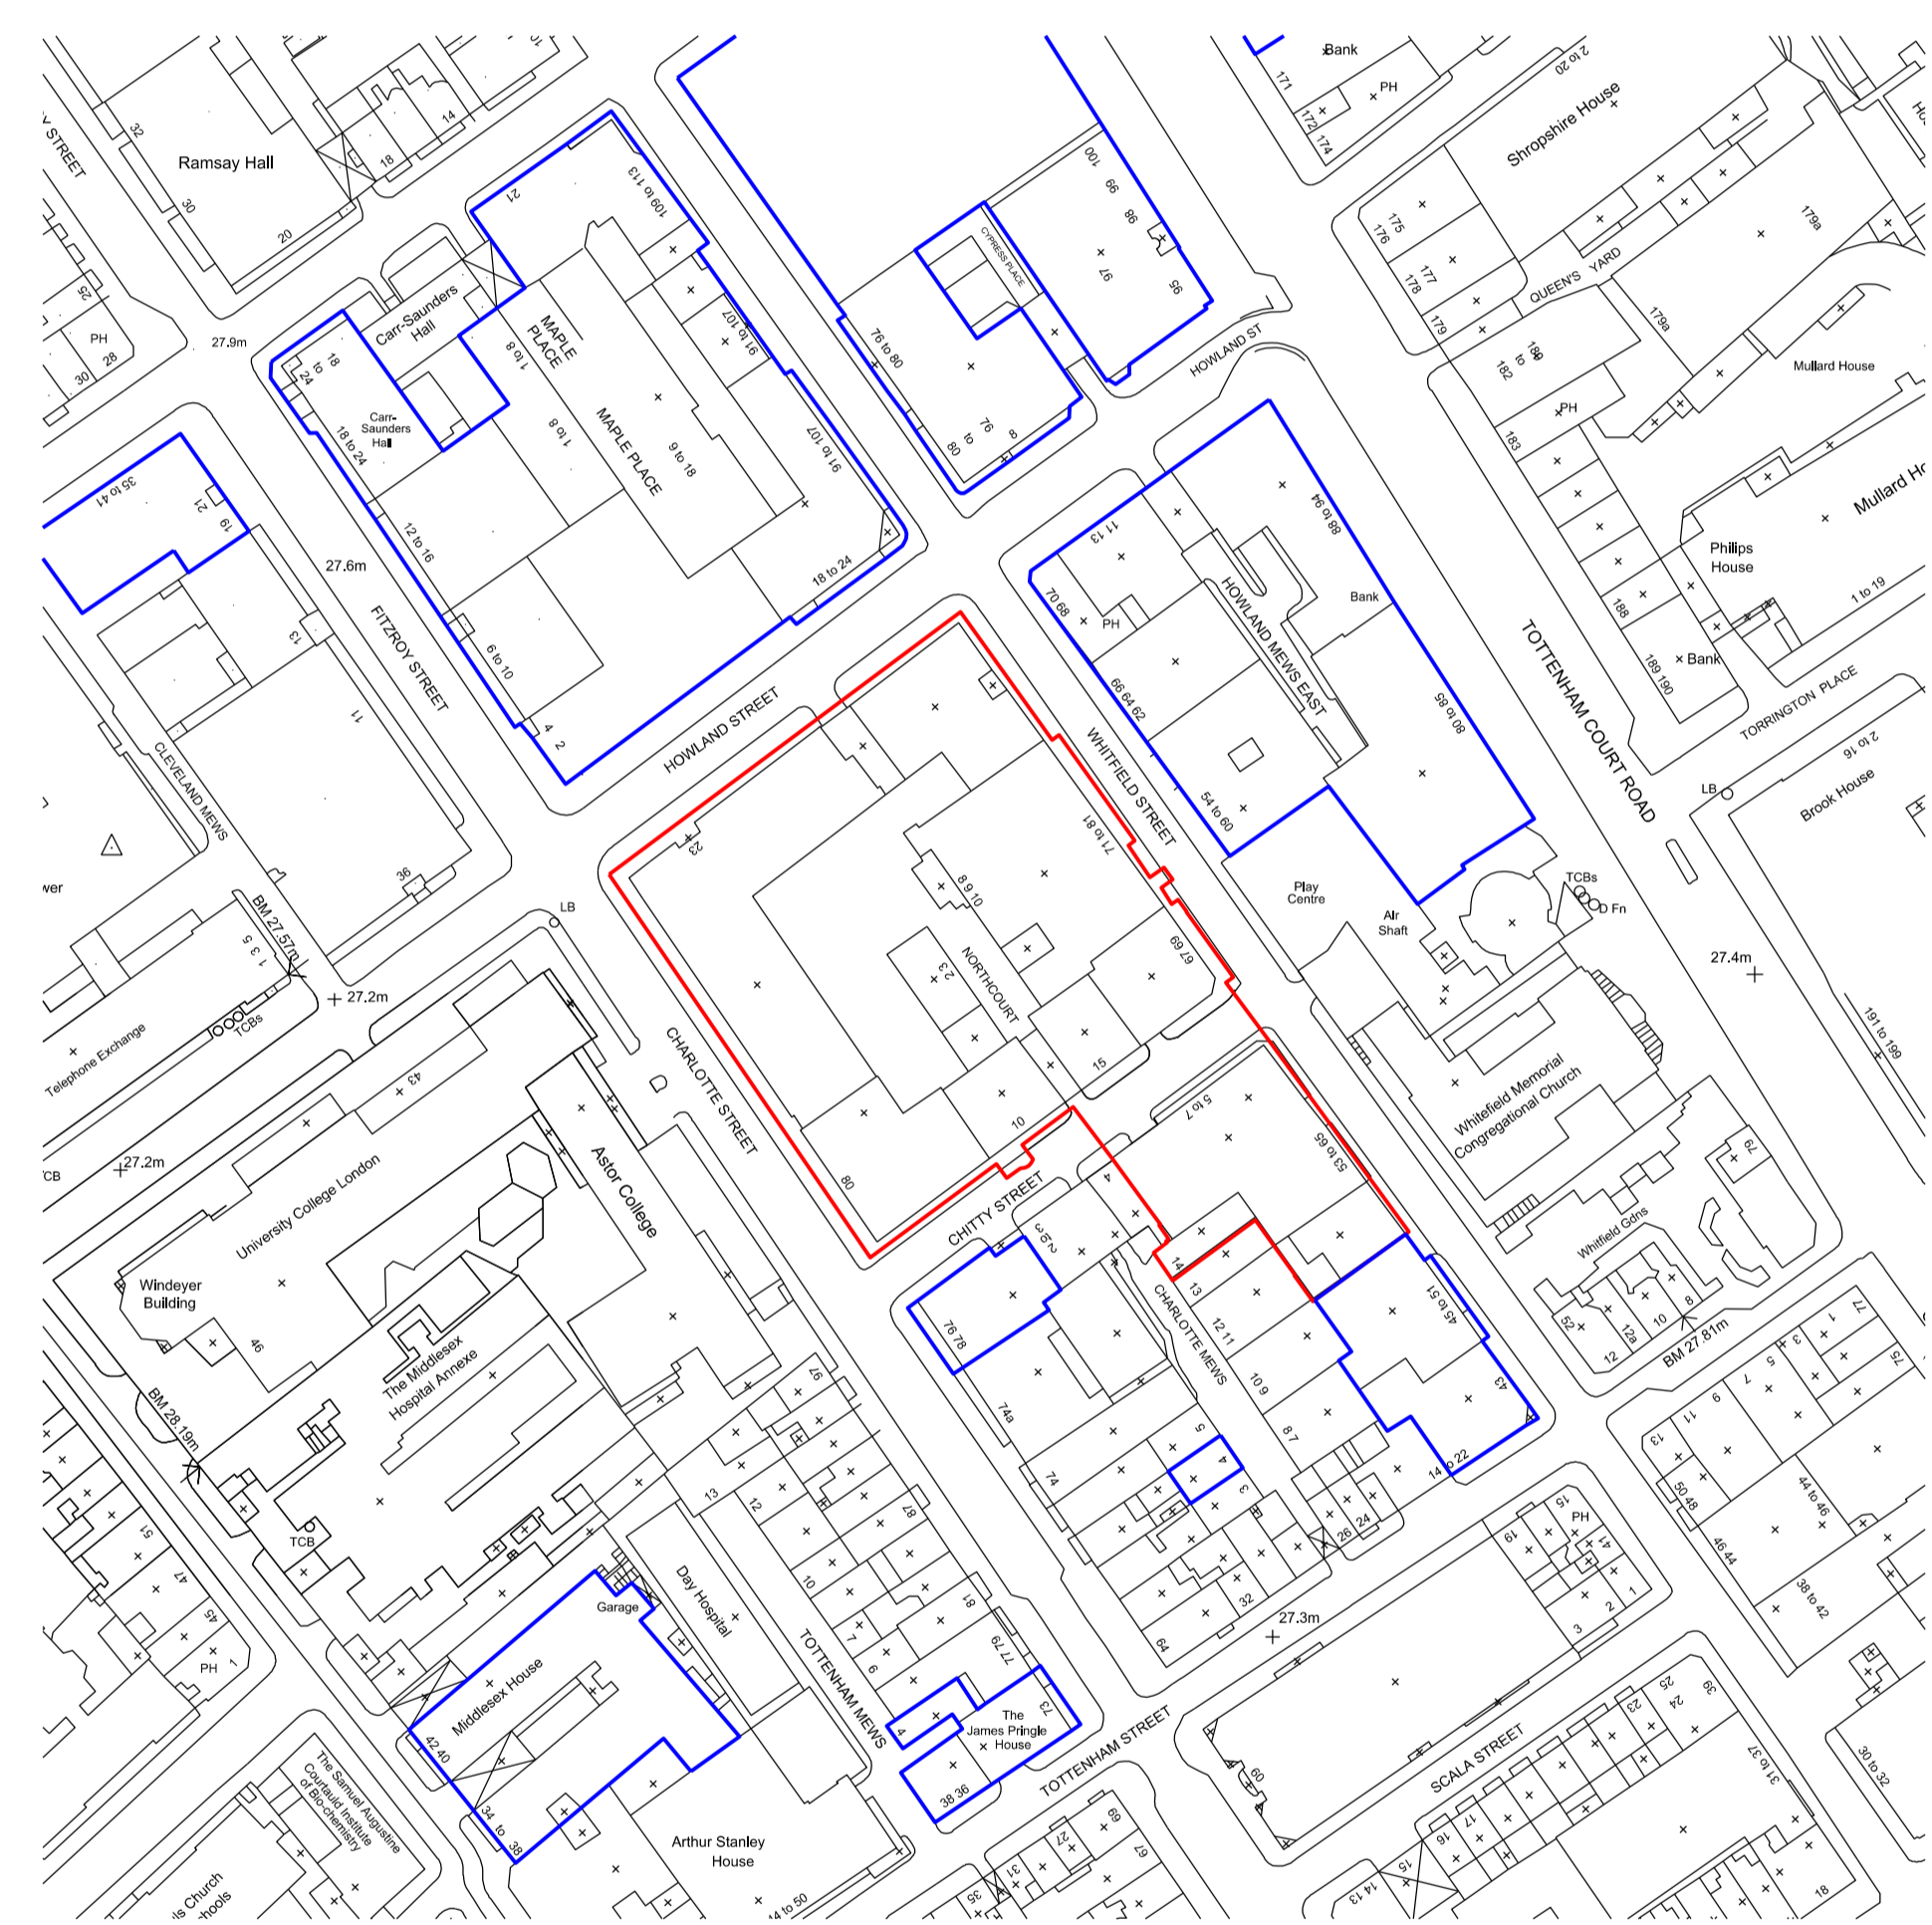 Ramsay Hall
32
30
20
18
14
10
21
109 to 113
Bank
171
172
174
PH
2 to 20
Shropshire House
175
176
177
178
179
179a
179a
QUEEN'S YARD
100
99
98
97
95
CYPRESS PLACE
76 to 80
80
to
76
8
HOWLAND ST
25
PH
28
30
27.9m
Carr-Saunders
Hall
18
to
24
Carr-
Saunders
Hall
18 to 24
MAPLE
PLACE
1 to 8
1 to 8
MAPLE PLACE
9 to 18
91 to 107
91 to 107
18 to 24
12 to 16
6 to 10
4
2
35 to 41
21
19
13
11
27.6m
FITZROY STREET
180
to
182
PH
183
188
189 190
Bank
Mullard House
Philips
House
1 to 19
TORRINGTON PLACE
TOTTENHAM COURT ROAD
11 13
70 68
PH
66 64 62
54 to 60
88 to 94
Bank
80 to 85
HOWLAND MEWS EAST
HOWLAND STREET
WHITFIELD STREET
CLEVELAND MEWS
36
LB
BM 27.57m
1 3 5
TCBs
27.2m
Telephone Exchange
23
71 to 81
8 9 10
2 3
NORTHCOURT
67 69
15
10
80
CHARLOTTE STREET
CHITTY STREET
Play
Centre
Air
Shaft
TCBs
D Fn
27.4m
LB
Brook House
2 to 16
191 to 199
Whitefield Memorial
Congregational Church
79
Whitfield Gdns
52
12
12a
10
8
BM 27.81m
5 to 7
53 to 65
4
2 & 3
14
13
12 11
10 9
8 7
CHARLOTTE MEWS
45 to 51
43
14 to 22
76 78
74a
74
5
4
3
26
24
32
64
43
27.2m
University College London
Astor College
Windeyer
Building
46
The Middlesex
Hospital Annexe
BM 28.19m
TCB
51
47
45
PH
1
97
13
12
10
87
7
6
81
77 79
Day Hospital
Garage
Middlesex House
42 40
34 to 38
TOTTENHAM MEWS
4
73
The
James Pringle
House
38 36
TOTTENHAM STREET
27.3m
The Samuel Augustine
Courtauld Institute
of Bio-chemistry
Arthur Stanley
House
35
31
27
69
67
60
SCALA STREET
15
PH
19
1
2
3
13
11
9
7
5
3
1
77
75
50 48
46 44
44 to 46
38 to 42
39
24
25
23
17
16
15
14 13
31 to 37
30 to 32
18